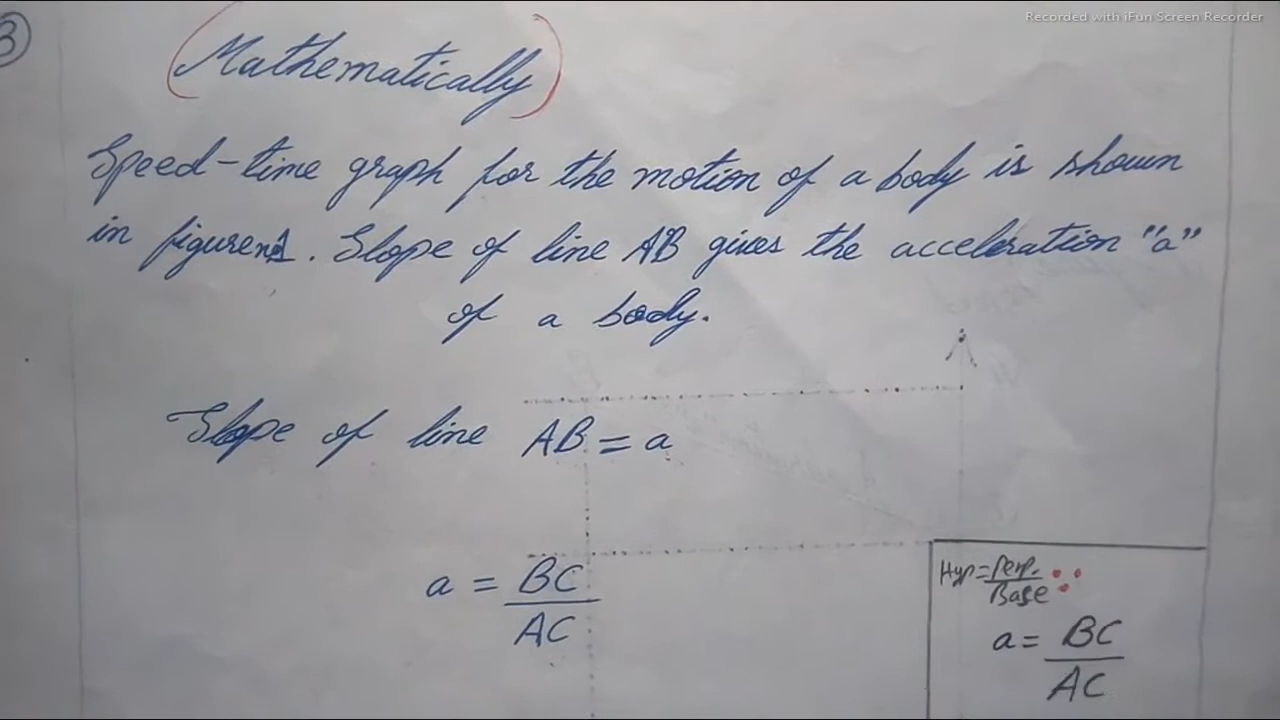 Recorded with iFun Screen Recorder
3
(Mathematically)
Speed-time graph for the motion of a body is shown
in figure 1. Slope of line AB gives the acceleration "a"
of a body.
Slope of line AB = a
a = BC
AC
Hyp = Perp.
Base ∵
a = BC
AC